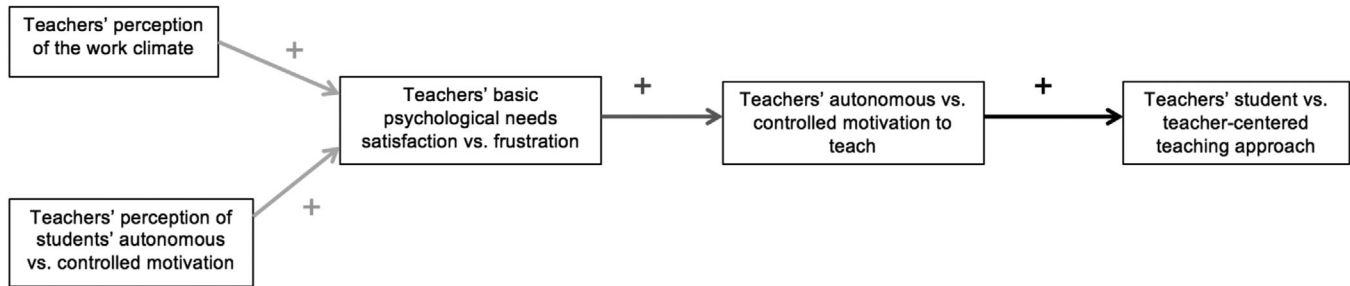 Teachers' perception
of the work climate
+
Teachers' perception of
students' autonomous
vs. controlled motivation
+
Teachers' basic
psychological needs
satisfaction vs. frustration
+
Teachers' autonomous vs.
controlled motivation to
teach
+
Teachers' student vs.
teacher-centered
teaching approach